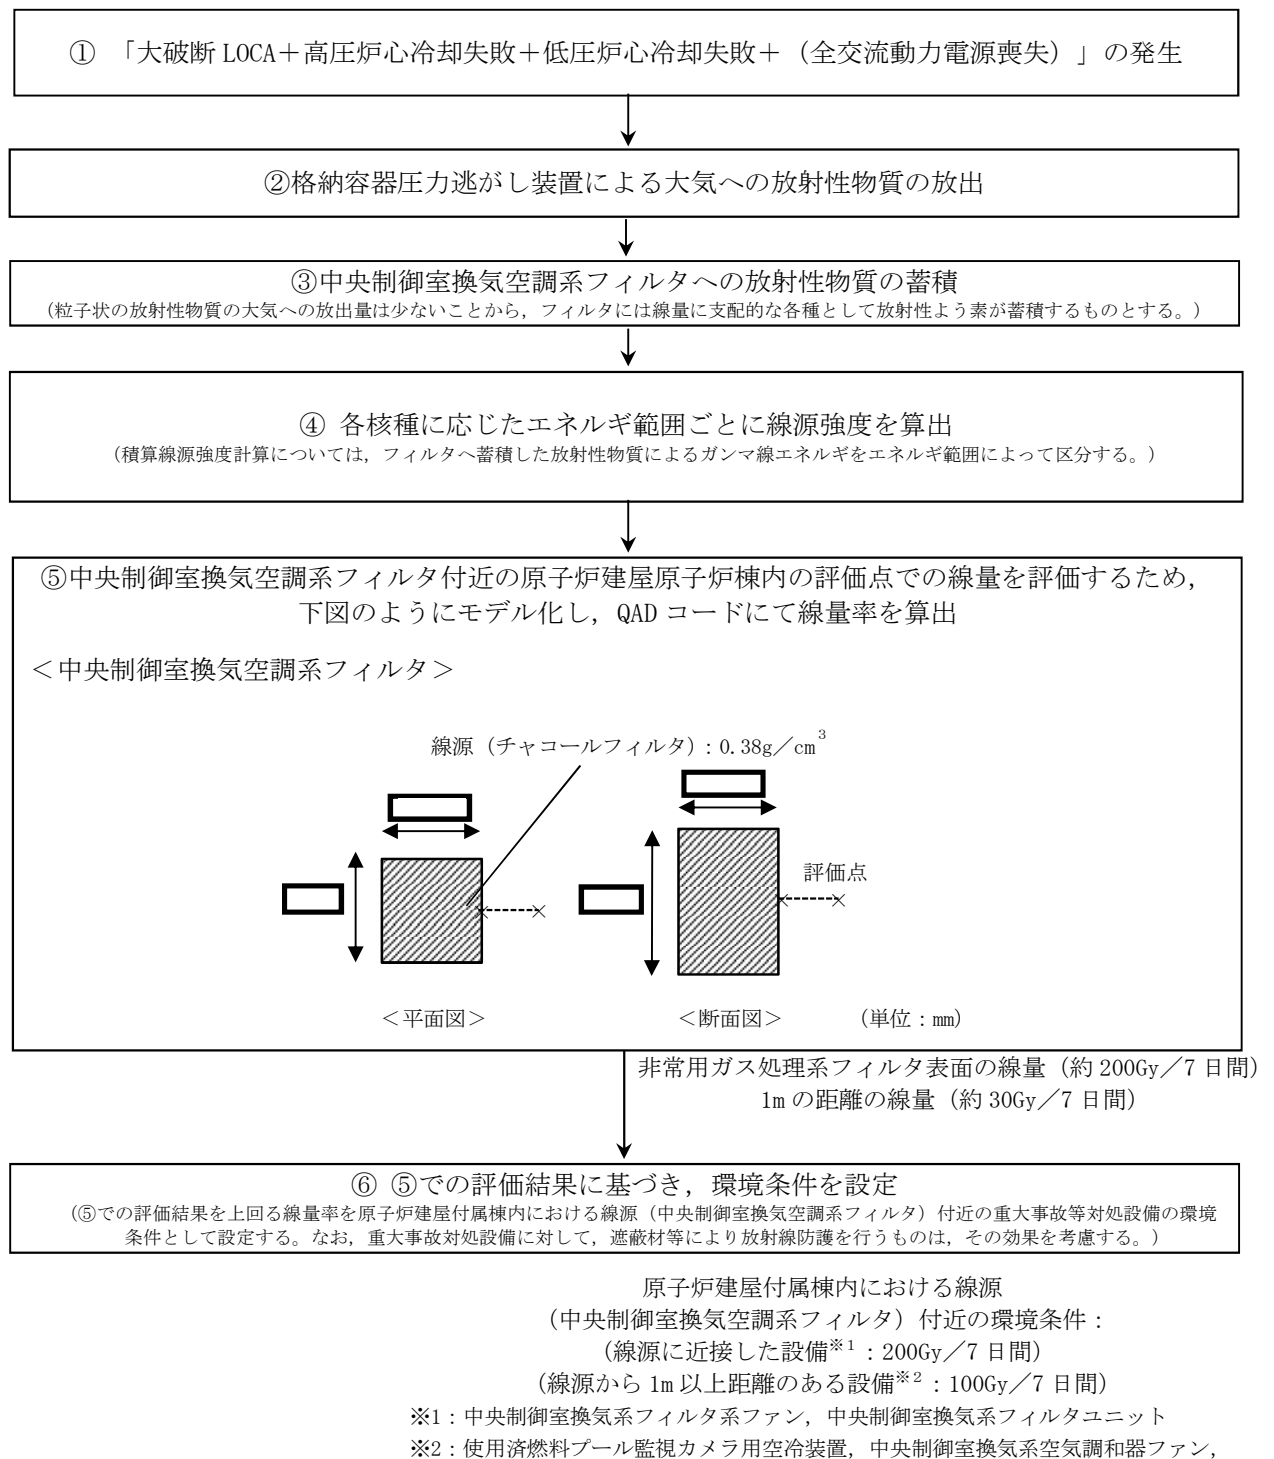 ① 「大破断 LOCA＋高圧炉心冷却失敗＋低圧炉心冷却失敗＋（全交流動力電源喪失）」の発生
②格納容器圧力逃がし装置による大気への放射性物質の放出
③中央制御室換気空調系フィルタへの放射性物質の蓄積
（粒子状の放射性物質の大気への放出量は少ないことから，フィルタには線量に支配的な各種として放射性よう素が蓄積するものとする。）
④ 各核種に応じたエネルギ範囲ごとに線源強度を算出
（積算線源強度計算については，フィルタへ蓄積した放射性物質によるガンマ線エネルギをエネルギ範囲によって区分する。）
⑤中央制御室換気空調系フィルタ付近の原子炉建屋原子炉棟内の評価点での線量を評価するため，
下図のようにモデル化し，QAD コードにて線量率を算出
＜中央制御室換気空調系フィルタ＞
線源（チャコールフィルタ）：0.38g／cm³
評価点
＜平面図＞ ＜断面図＞ （単位：mm）
非常用ガス処理系フィルタ表面の線量（約 200Gy／7 日間）
1m の距離の線量（約 30Gy／7 日間）
⑥ ⑤での評価結果に基づき，環境条件を設定
（⑤での評価結果を上回る線量率を原子炉建屋付属棟内における線源（中央制御室換気空調系フィルタ）付近の重大事故等対処設備の環境
条件として設定する。なお，重大事故対処設備に対して，遮蔽材等により放射線防護を行うものは，その効果を考慮する。）
原子炉建屋付属棟内における線源
（中央制御室換気空調系フィルタ）付近の環境条件：
（線源に近接した設備※1：200Gy／7 日間）
（線源から 1m 以上距離のある設備※2：100Gy／7 日間）
※1：中央制御室換気系フィルタ系ファン，中央制御室換気系フィルタユニット
※2：使用済燃料プール監視カメラ用空冷装置，中央制御室換気系空気調和器ファン，